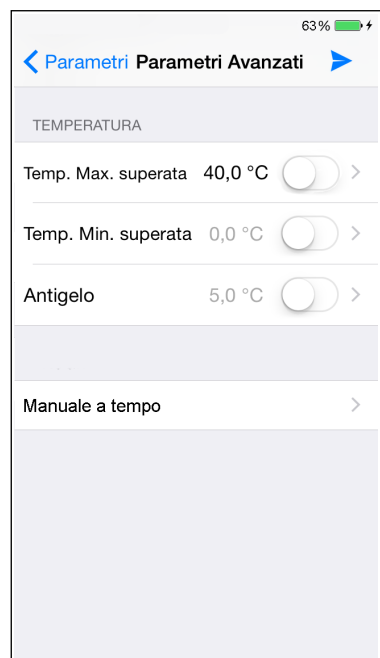 63%
Parametri Parametri Avanzati
TEMPERATURA
Temp. Max. superata 40,0 °C
Temp. Min. superata 0,0 °C
Antigelo 5,0 °C
Manuale a tempo